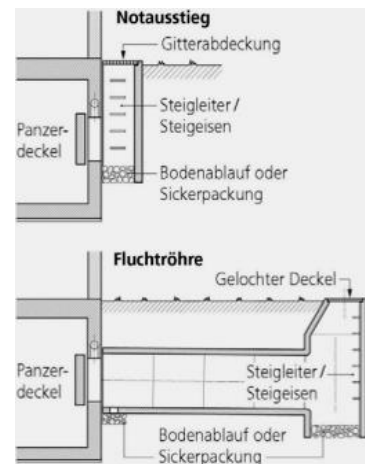 Notausstieg
Gitterabdeckung
Steigleiter /
Steigeisen
Panzer-
deckel
Bodenablauf oder
Sickerpackung
Fluchtröhre
Gelochter Deckel
Panzer-
deckel
Steigleiter /
Steigeisen
Bodenablauf oder
Sickerpackung